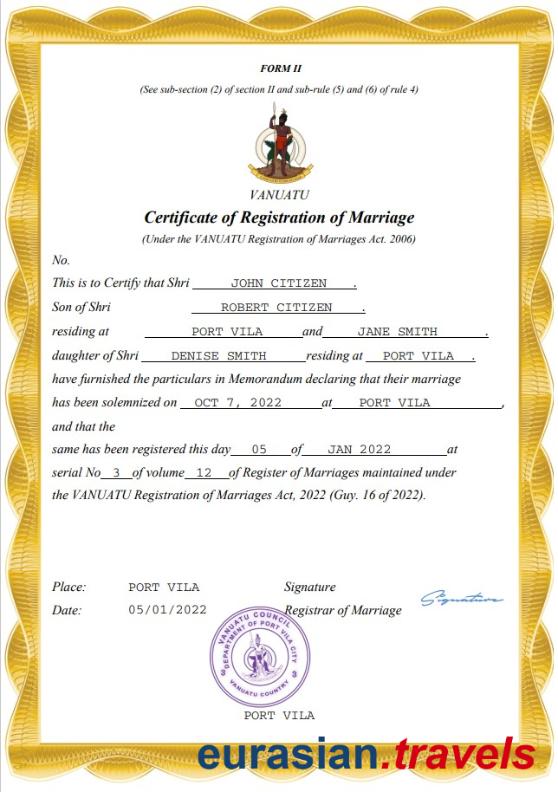 FORM II
(See sub-section (2) of section II and sub-rule (5) and (6) of rule 4)
VANUATU
Certificate of Registration of Marriage
(Under the VANUATU Registration of Marriages Act. 2006)
No.
This is to Certify that Shri JOHN CITIZEN .
Son of Shri ROBERT CITIZEN .
residing at PORT VILA and JANE SMITH .
daughter of Shri DENISE SMITH residing at PORT VILA .
have furnished the particulars in Memorandum declaring that their marriage
has been solemnized on OCT 7, 2022 at PORT VILA ,
and that the
same has been registered this day 05 of JAN 2022 at
serial No 3 of volume 12 of Register of Marriages maintained under
the VANUATU Registration of Marriages Act, 2022 (Guy. 16 of 2022).
Place: PORT VILA Signature Signature
Date: 05/01/2022 Registrar of Marriage
VANUATU COUNCIL
DEPARTMENT OF PORT VILA CITY
VANUATU COUNTRY
PORT VILA
eurasian.travels